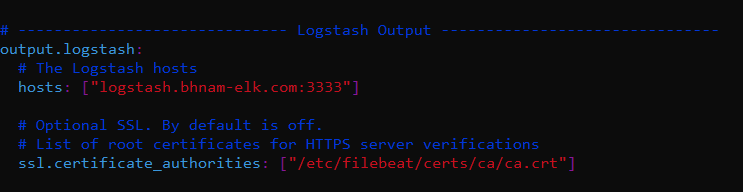 # ------------------------------ Logstash Output -------------------------------
output.logstash:
  # The Logstash hosts
  hosts: ["logstash.bhnam-elk.com:3333"]
  # Optional SSL. By default is off.
  # List of root certificates for HTTPS server verifications
  ssl.certificate_authorities: ["/etc/filebeat/certs/ca/ca.crt"]